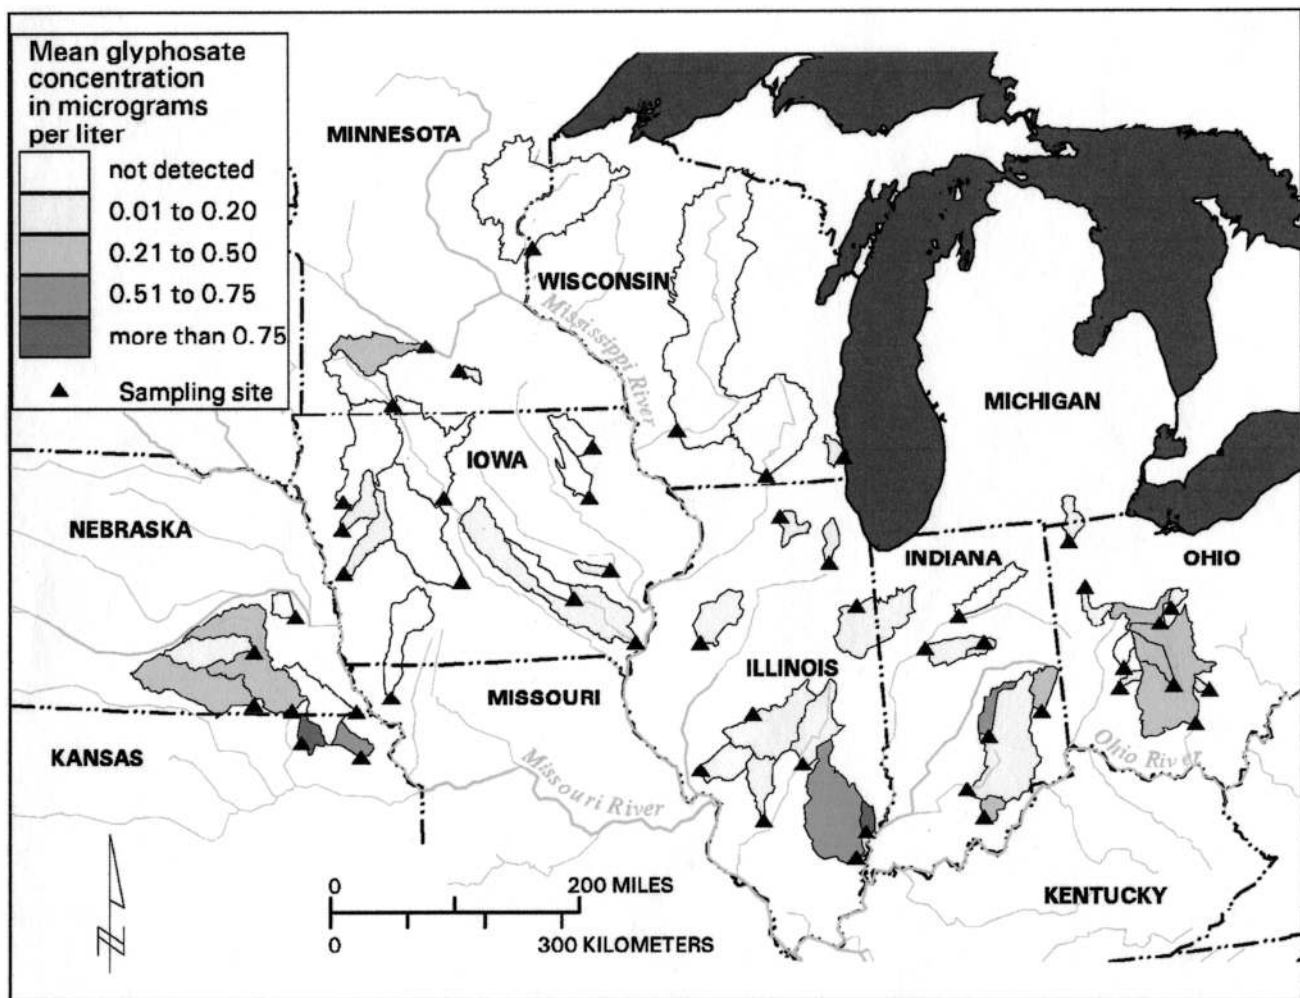 Mean glyphosate
concentration
in micrograms
per liter
not detected
0.01 to 0.20
0.21 to 0.50
0.51 to 0.75
more than 0.75
Sampling site
MINNESOTA
WISCONSIN
Mississippi River
MICHIGAN
IOWA
NEBRASKA
INDIANA
OHIO
ILLINOIS
MISSOURI
KANSAS
Missouri River
Ohio River
KENTUCKY
0 200 MILES
0 300 KILOMETERS
N